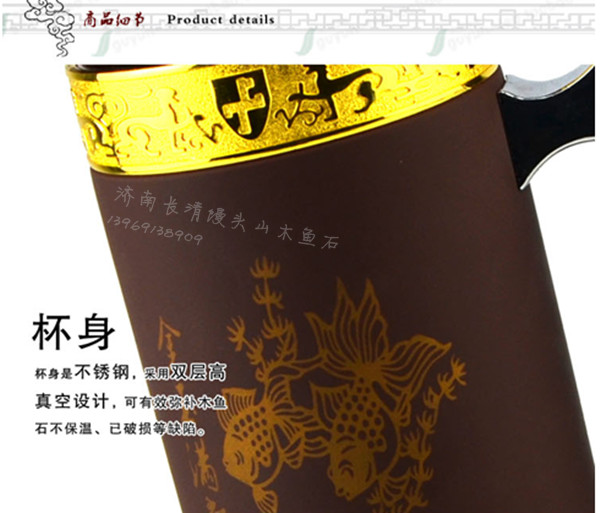 商品细节 Product details
济南长清馒头山木鱼石
13969138909
杯身
杯身是不锈钢，采用双层高
真空设计，可有效弥补木鱼
石不保温、已破损等缺陷。
金
满